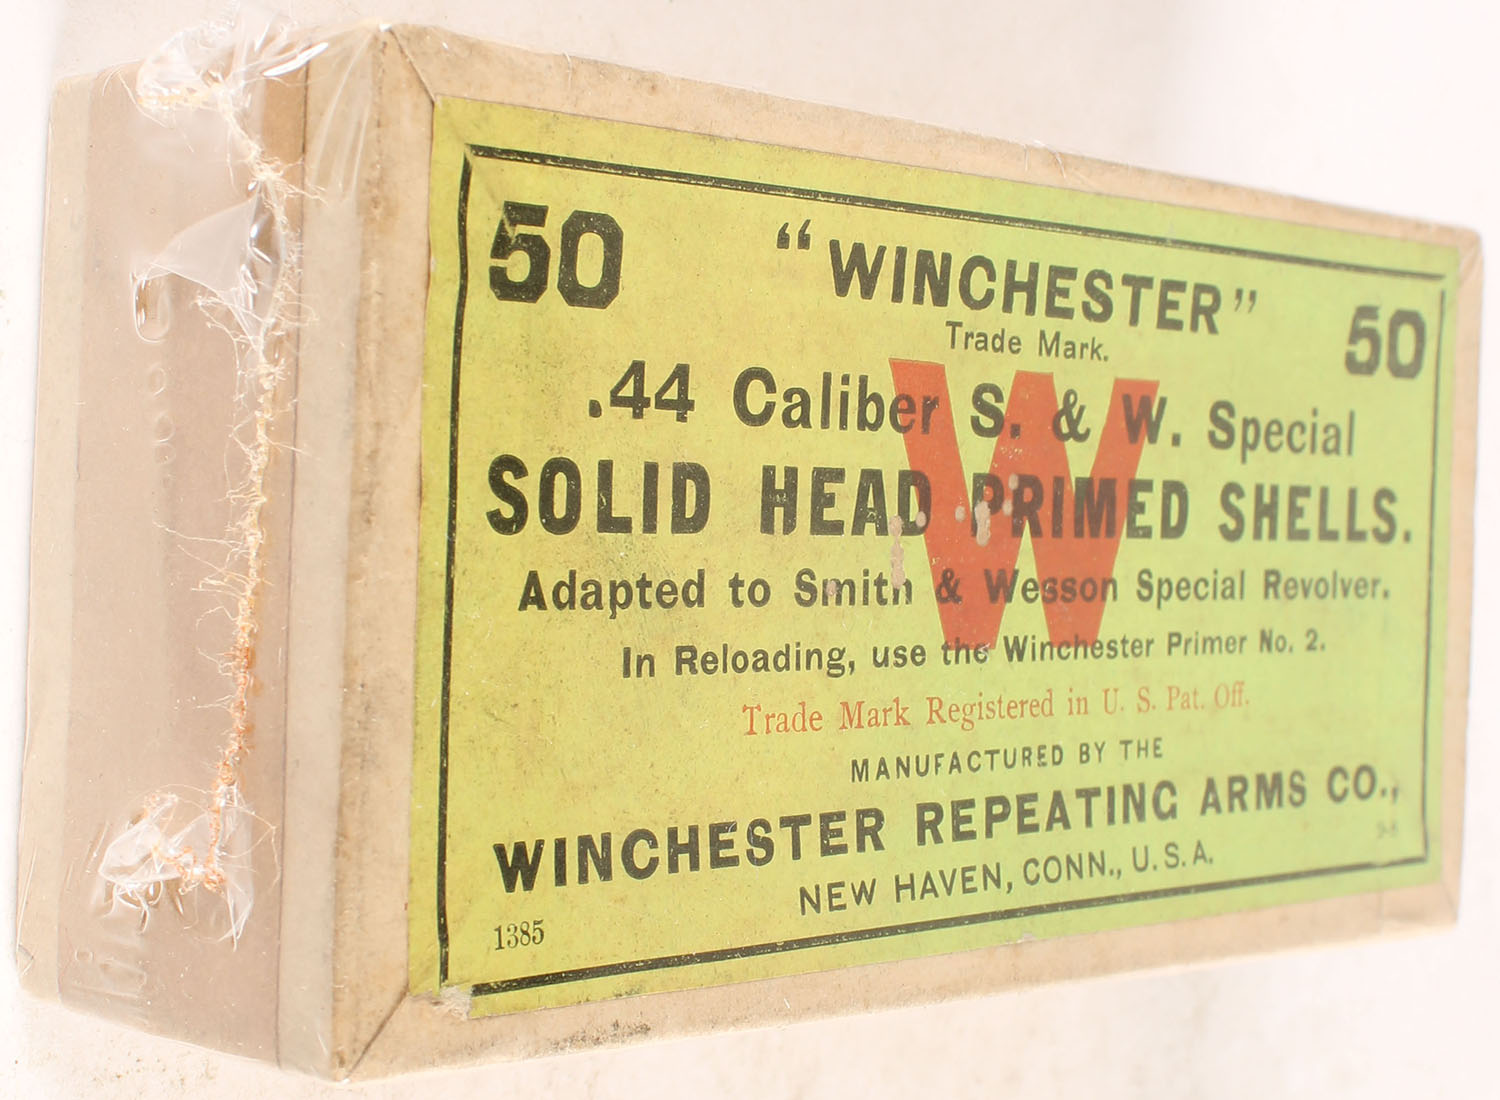 50 "WINCHESTER" 50
Trade Mark.
W
.44 Caliber S. & W. Special
SOLID HEAD PRIMED SHELLS.
Adapted to Smith & Wesson Special Revolver.
In Reloading, use the Winchester Primer No. 2.
Trade Mark Registered in U. S. Pat. Off.
MANUFACTURED BY THE
WINCHESTER REPEATING ARMS CO.,
NEW HAVEN, CONN., U.S.A.
1385